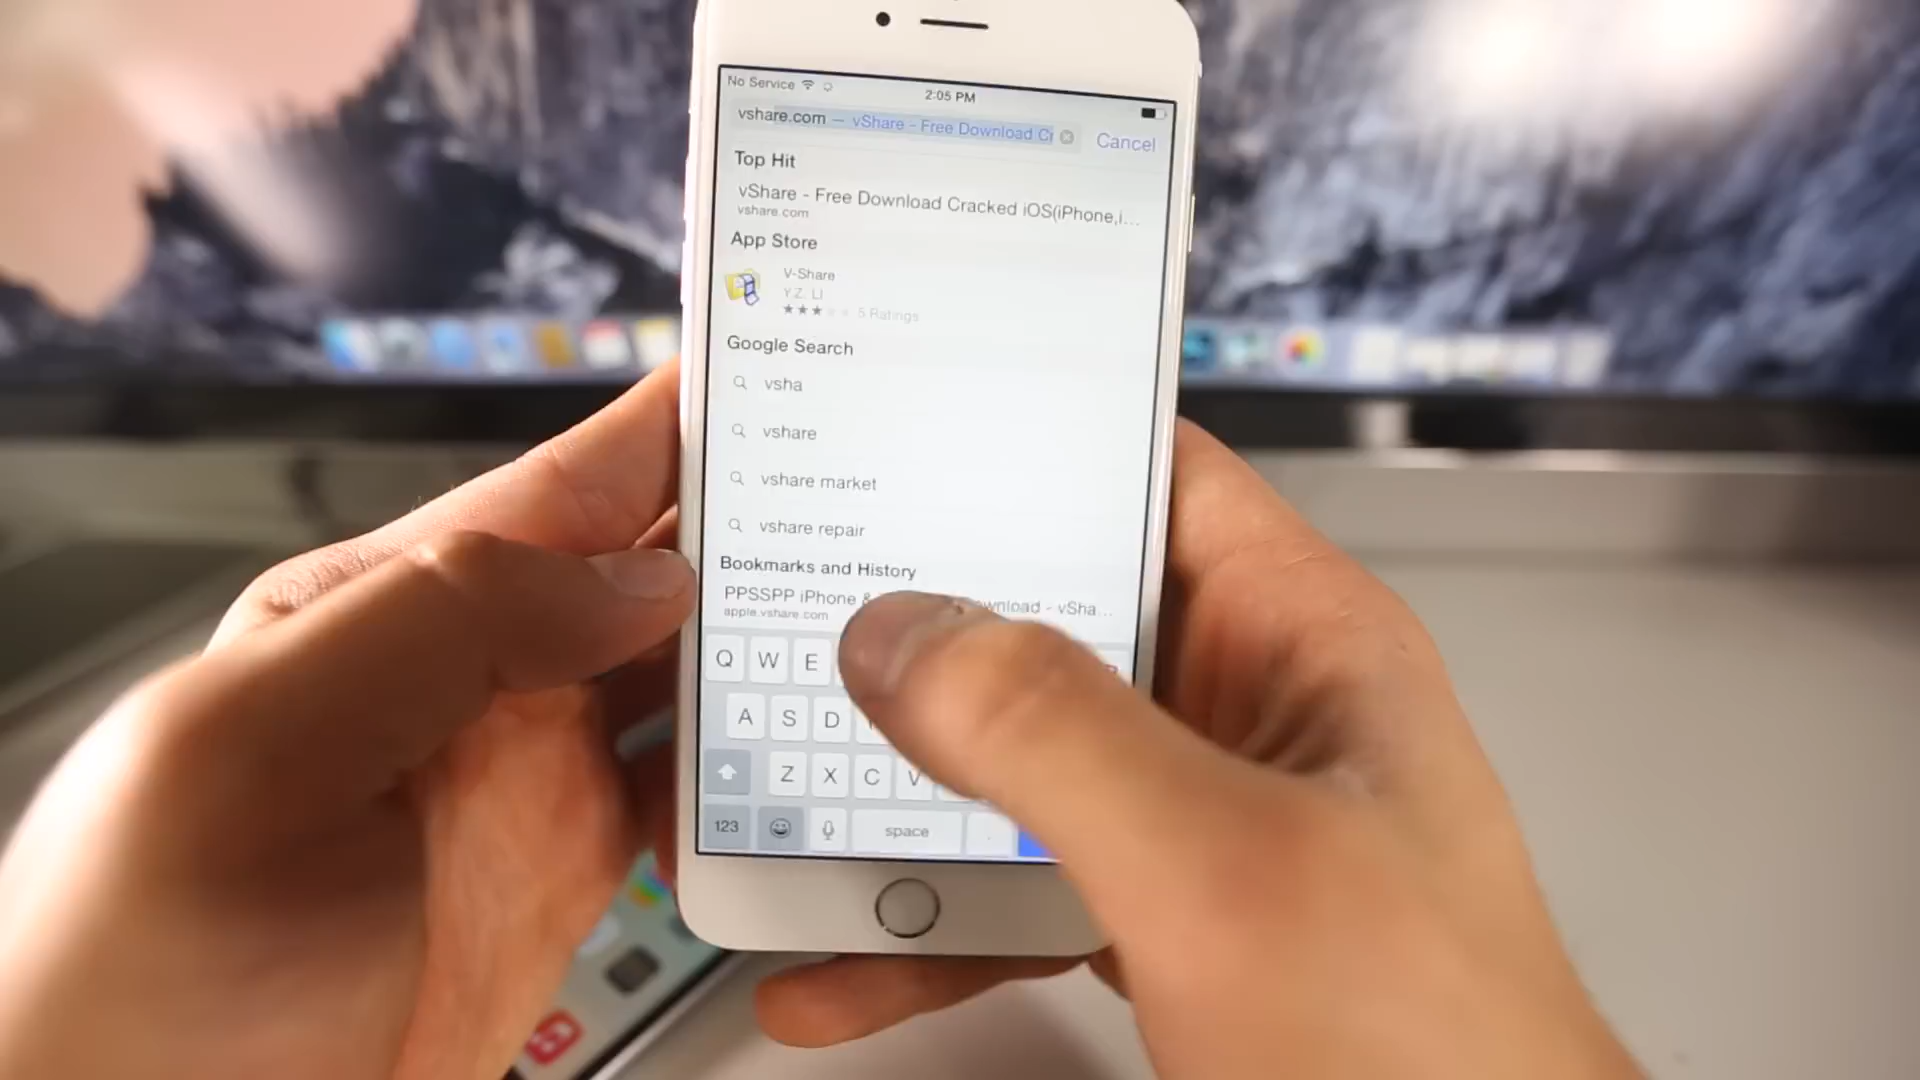 No Service
2:05 PM
vshare.com — vShare - Free Download Cr
Cancel
Top Hit
vShare - Free Download Cracked iOS(iPhone,i...
vshare.com
App Store
V-Share
Y.Z. LI
5 Ratings
Google Search
vsha
vshare
vshare market
vshare repair
Bookmarks and History
PPSSPP iPhone & wnload - vSha...
apple.vshare.com
Q W E
A S D
Z X C V
123 space .